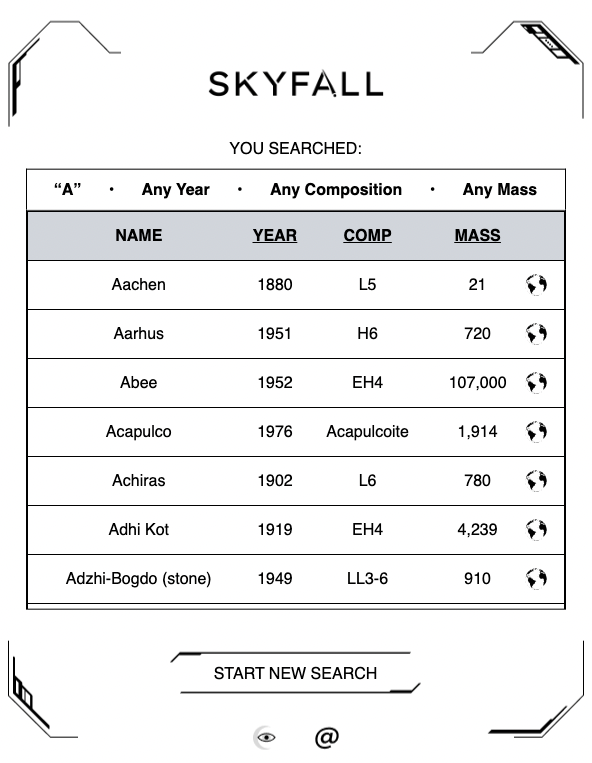 SKYFALL
YOU SEARCHED:
“A” · Any Year · Any Composition · Any Mass
NAME YEAR COMP MASS
Aachen 1880 L5 21
Aarhus 1951 H6 720
Abee 1952 EH4 107,000
Acapulco 1976 Acapulcoite 1,914
Achiras 1902 L6 780
Adhi Kot 1919 EH4 4,239
Adzhi-Bogdo (stone) 1949 LL3-6 910
START NEW SEARCH
@